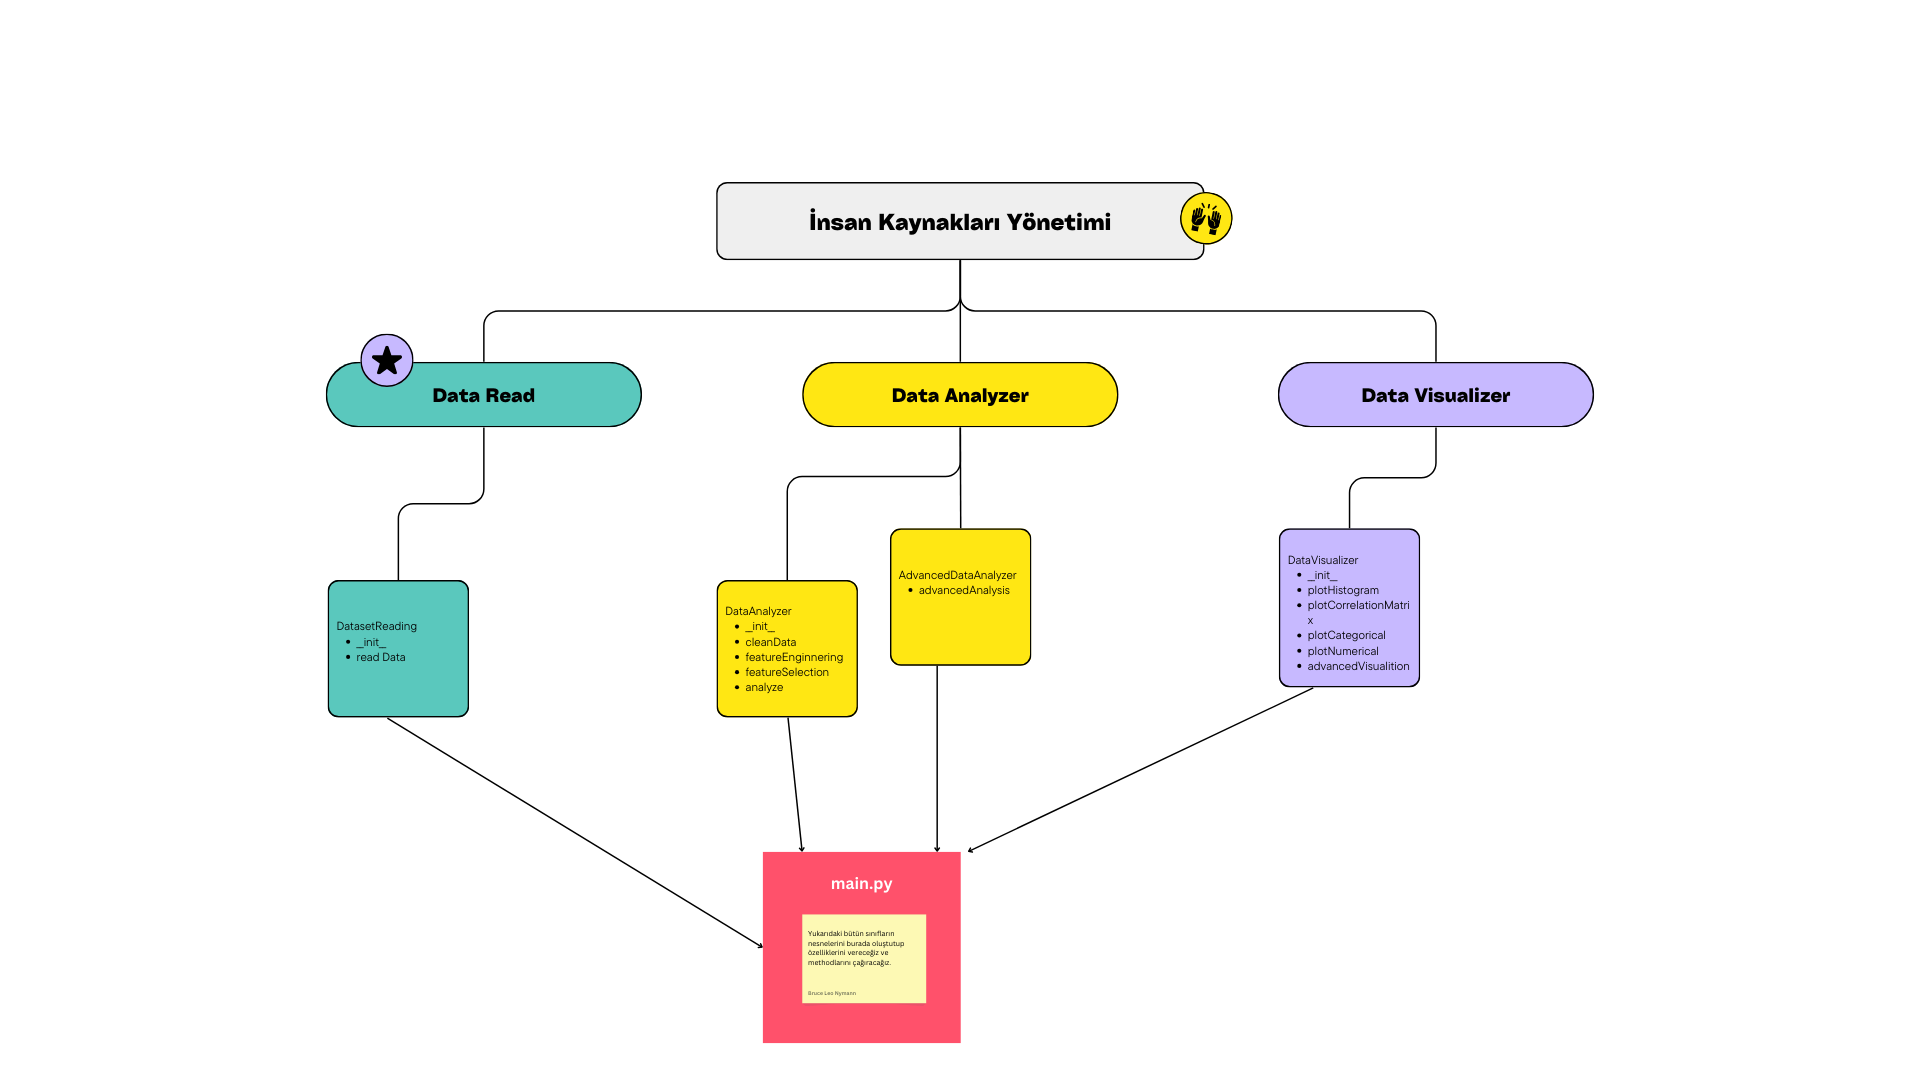 İnsan Kaynakları Yönetimi
Data Read
Data Analyzer
Data Visualizer
DatasetReading
_init_
read Data
DataAnalyzer
_init_
cleanData
featureEnginnering
featureSelection
analyze
AdvancedDataAnalyzer
advancedAnalysis
DataVisualizer
_init_
plotHistogram
plotCorrelationMatri
x
plotCategorical
plotNumerical
advancedVisualition
main.py
Yukarıdaki bütün sınıfların
nesnelerini burada oluştutup
özelliklerini vereceğiz ve
methodlarını çağıracağız.
Bruce Leo Nymann